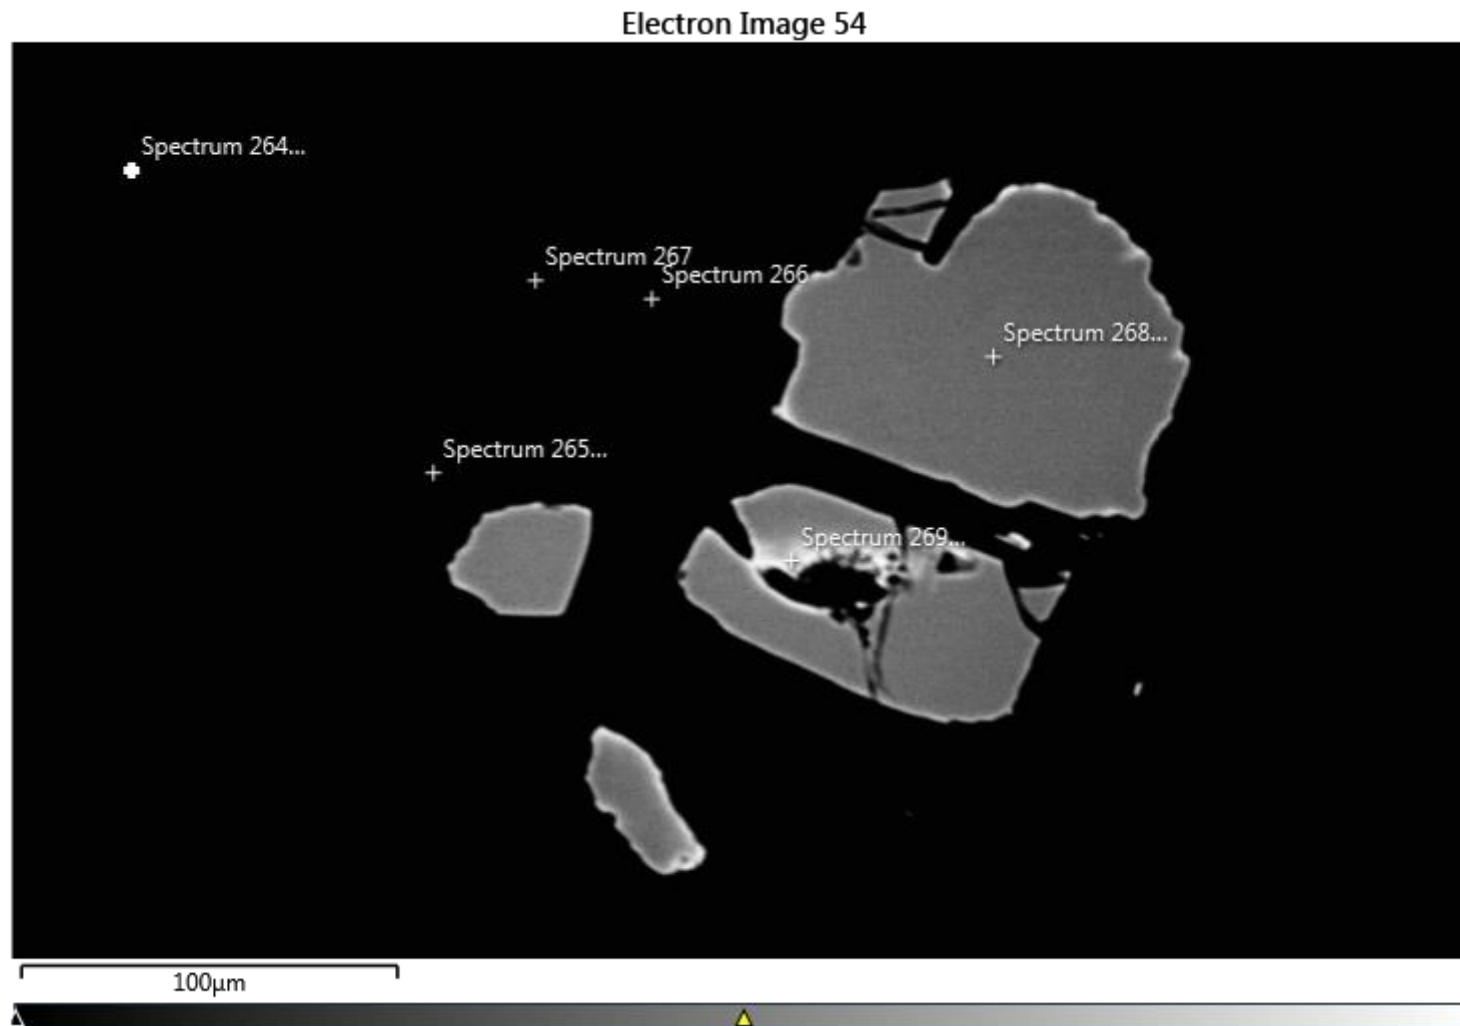 Electron Image 54
Spectrum 264...
Spectrum 267
Spectrum 266
Spectrum 268...
Spectrum 265...
Spectrum 269...
100μm